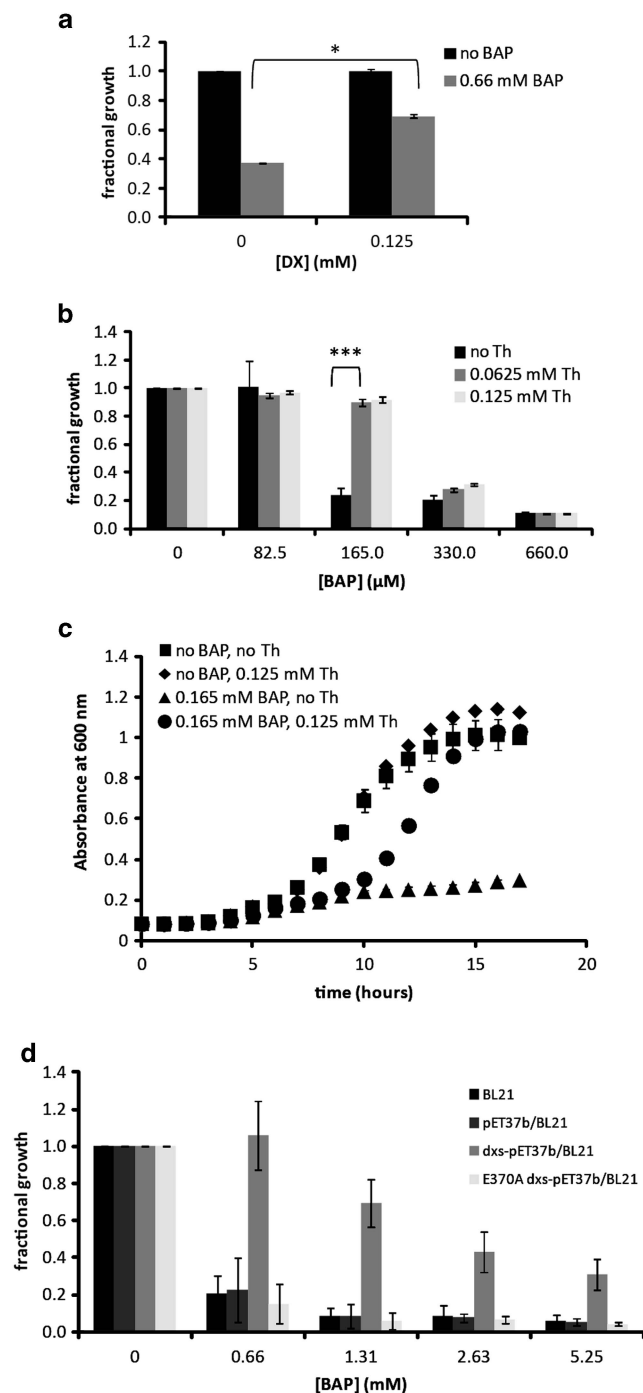 a
*
no BAP
0.66 mM BAP
fractional growth
1.2
1.0
0.8
0.6
0.4
0.2
0.0
0 0.125
[DX] (mM)
b
***
no Th
0.0625 mM Th
0.125 mM Th
fractional growth
1.4
1.2
1.0
0.8
0.6
0.4
0.2
0.0
0 82.5 165.0 330.0 660.0
[BAP] (µM)
c
no BAP, no Th
no BAP, 0.125 mM Th
0.165 mM BAP, no Th
0.165 mM BAP, 0.125 mM Th
Absorbance at 600 nm
1.4
1.2
1
0.8
0.6
0.4
0.2
0
0 5 10 15 20
time (hours)
d
BL21
pET37b/BL21
dxs-pET37b/BL21
E370A dxs-pET37b/BL21
fractional growth
1.4
1.2
1.0
0.8
0.6
0.4
0.2
0.0
0 0.66 1.31 2.63 5.25
[BAP] (mM)